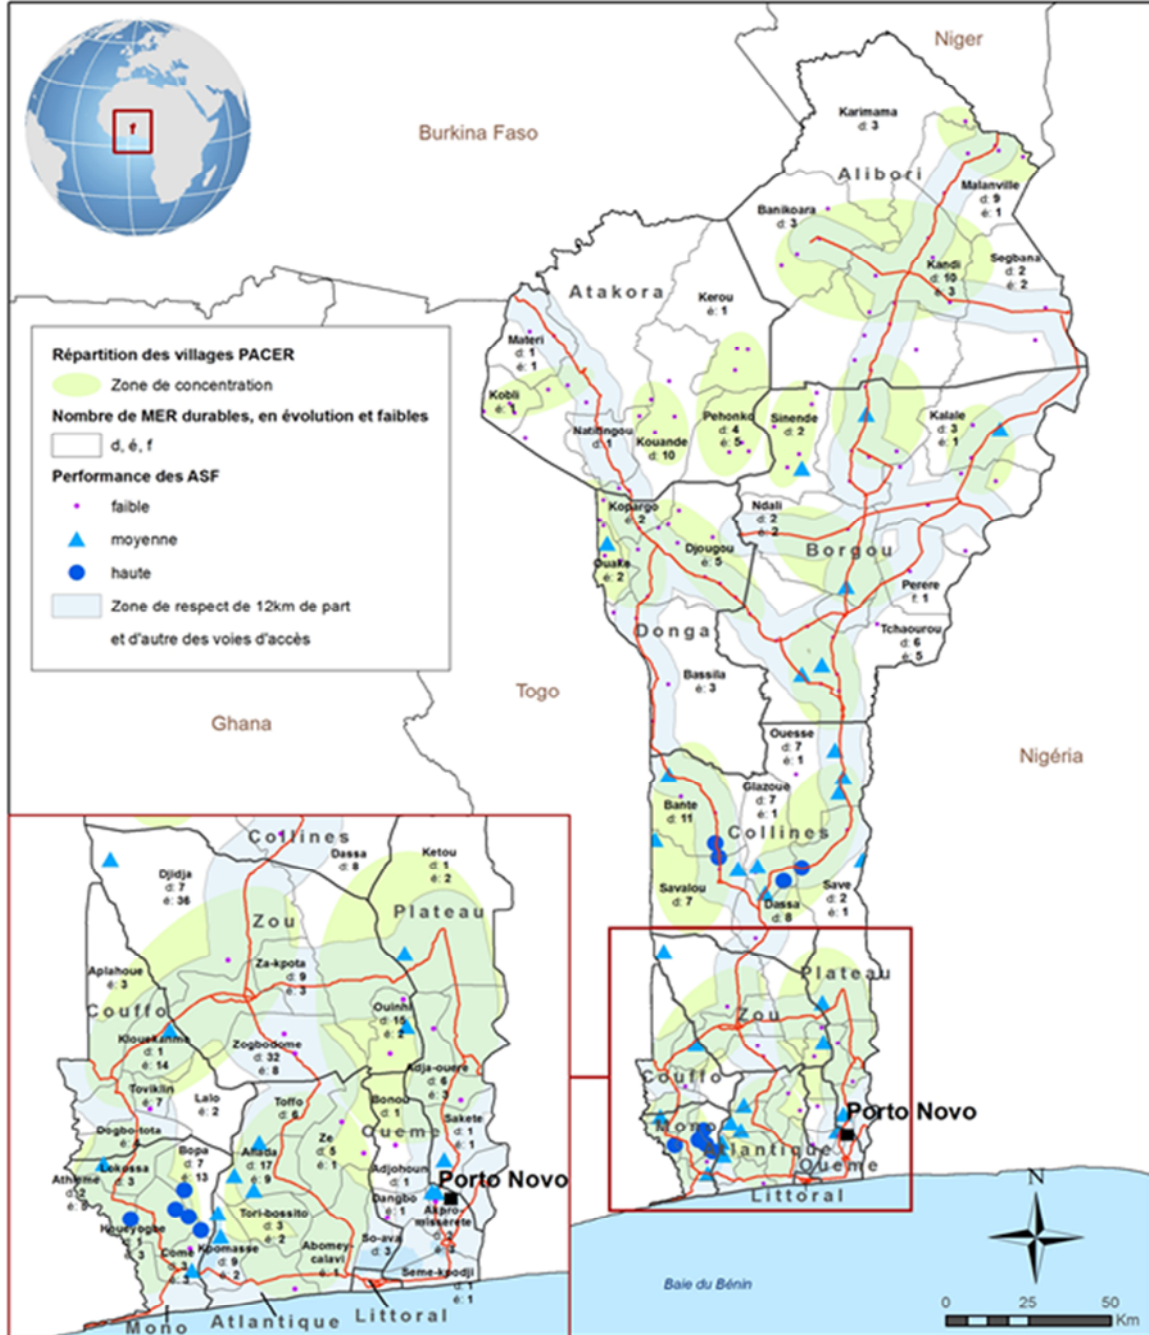 Niger
Burkina Faso
Karimama
d: 3
Alibori
Malanville
d: 9
é: 1
Banikoara
d: 3
Kandi
d: 10
é: 3
Segbana
d: 2
é: 2
Atakora
Kerou
é: 1
Materi
d: 1
é: 1
Kobli
Natitingou
d: 1
Kouande
d: 10
Pehonko
d: 4
é: 5
Sinende
d: 2
Kalale
d: 3
é: 1
Répartition des villages PACER
Zone de concentration
Nombre de MER durables, en évolution et faibles
d, é, f
Performance des ASF
faible
moyenne
haute
Zone de respect de 12km de part
et d'autre des voies d'accès
Kopargo
é: 2
Ndali
d: 2
é: 2
Djougou
é: 5
Ouake
é: 2
Borgou
Perere
f: 1
Donga
Tchaourou
d: 6
é: 5
Bassila
é: 3
Togo
Ghana
Nigéria
Ouesse
d: 7
é: 1
Glazoue
d: 7
é: 1
Bante
d: 11
Collines
Savalou
d: 7
Dassa
d: 8
Save
d: 2
é: 1
Plateau
Zou
Couffo
Mono
Atlantique
Porto Novo
Oueme
Littoral
Collines
Dassa
d: 8
Ketou
d: 1
é: 2
Djidja
d: 7
é: 36
Zou
Plateau
Za-kpota
d: 9
é: 3
Aplahoue
é: 3
Couffo
Ouinhi
d: 15
é: 2
Klouekanme
d: 1
é: 14
Zogbodome
d: 32
é: 8
Adja-ouere
d: 6
é: 3
Toviklin
é: 7
Lalo
é: 2
Toffo
d: 6
Bonou
d: 1
Oueme
Sakete
d: 1
é: 1
Dogbo-tota
Ze
d: 5
é: 1
Bopa
d: 7
é: 13
Allada
d: 17
é: 9
Lokossa
d: 3
Athieme
d: 2
Adjohoun
d: 1
Porto Novo
Dangbo
é: 1
Akpro-
misserete
Tori-bossito
d: 3
é: 2
Houeyogbe
d: 1
é: 3
So-ava
d: 3
Come
d: 3
Kpomasse
d: 9
é: 2
Abomey-
calavi
é: 1
Seme-kpodji
d: 1
é: 1
Mono
Atlantique
Littoral
Baie du Bénin
N
0 25 50
Km